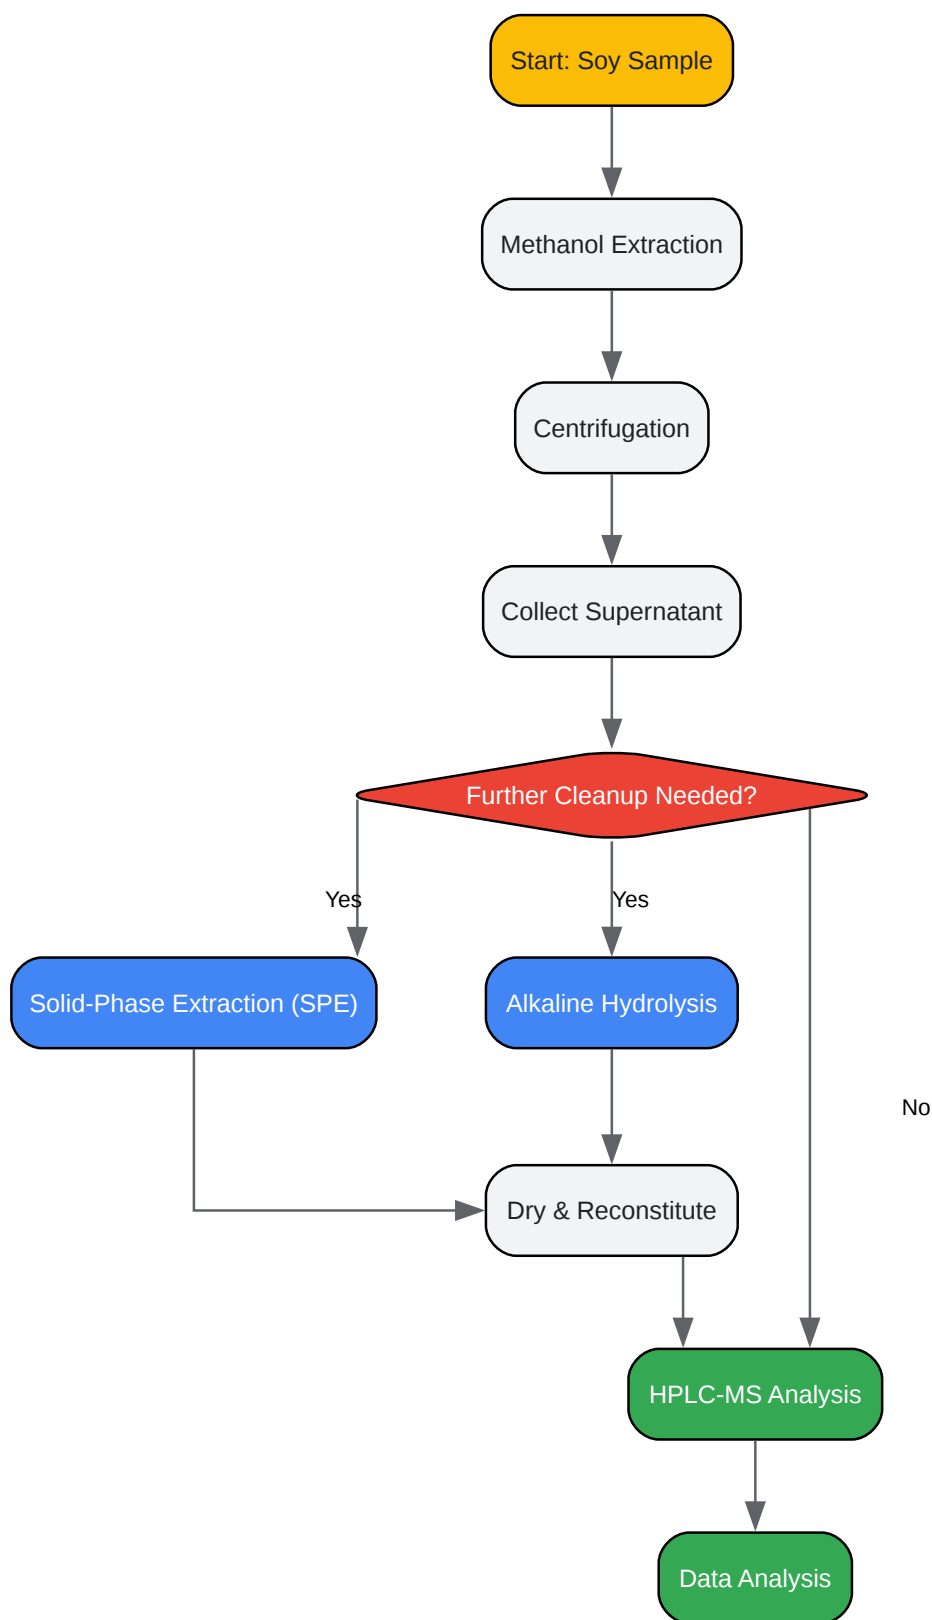 Start: Soy Sample
Methanol Extraction
Centrifugation
Collect Supernatant
Further Cleanup Needed?
Yes
Yes
Solid-Phase Extraction (SPE)
Alkaline Hydrolysis
No
Dry & Reconstitute
HPLC-MS Analysis
Data Analysis